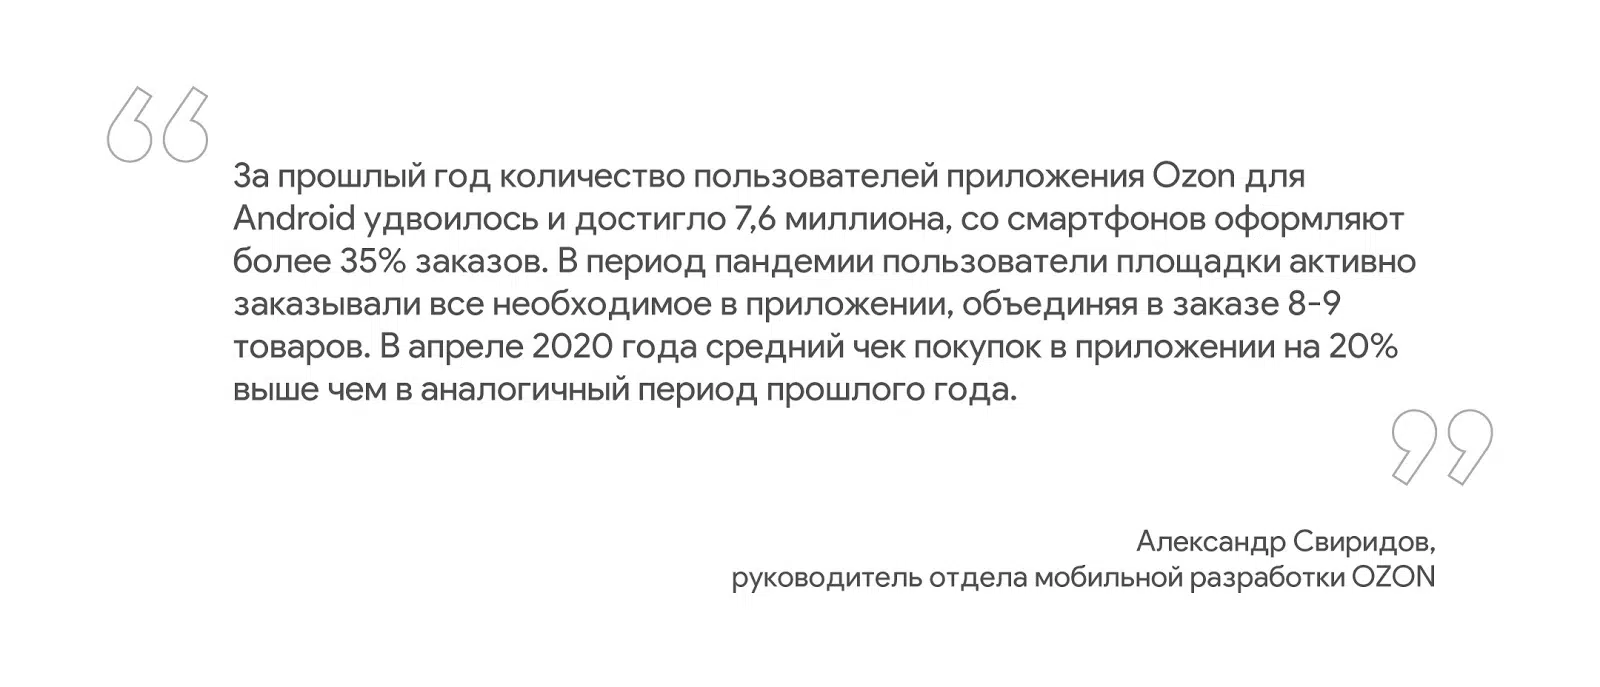 За прошлый год количество пользователей приложения Ozon для
Android удвоилось и достигло 7,6 миллиона, со смартфонов оформляют
более 35% заказов. В период пандемии пользователи площадки активно
заказывали все необходимое в приложении, объединяя в заказе 8-9
товаров. В апреле 2020 года средний чек покупок в приложении на 20%
выше чем в аналогичный период прошлого года.
Александр Свиридов,
руководитель отдела мобильной разработки OZON